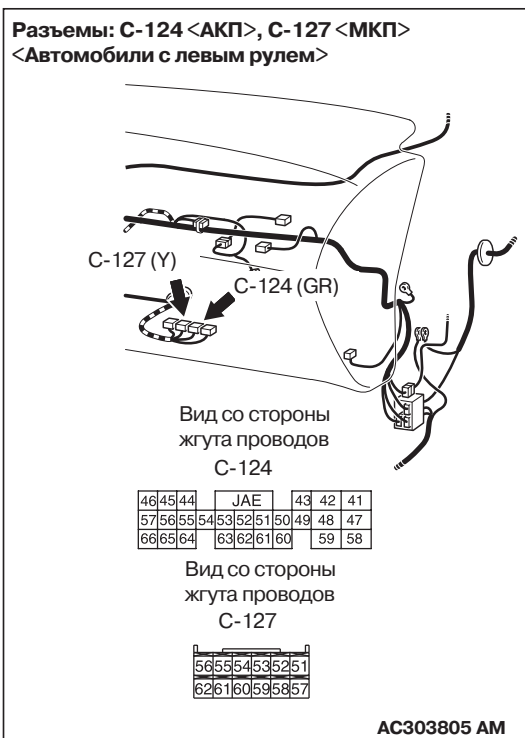 Разъемы: C-124 <АКП>, C-127 <МКП>
<Автомобили с левым рулем>
C-127 (Y)
C-124 (GR)
Вид со стороны
жгута проводов
C-124
46 45 44 JAE 43 42 41
57 56 55 54 53 52 51 50 49 48 47
66 65 64 63 62 61 60 59 58
Вид со стороны
жгута проводов
C-127
56 55 54 53 52 51
62 61 60 59 58 57
AC303805 AM